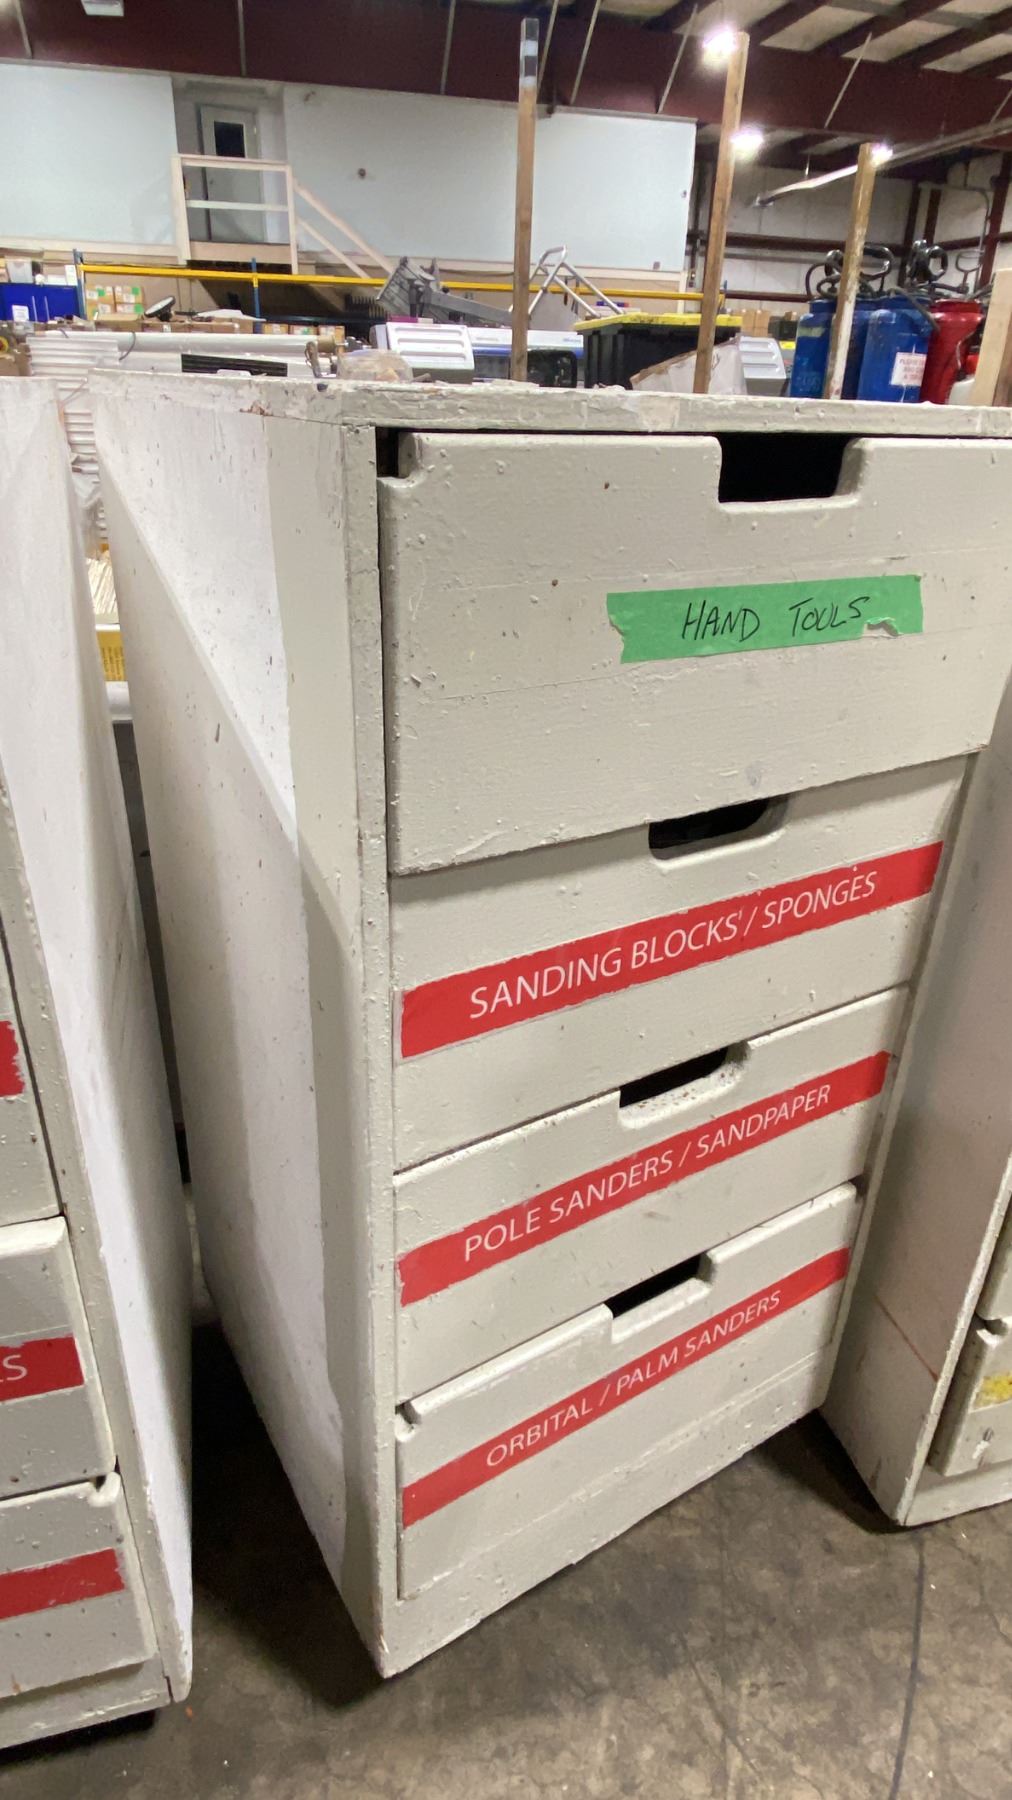 HAND TOOLS
SANDING BLOCKS / SPONGES
POLE SANDERS / SANDPAPER
ORBITAL / PALM SANDERS
S